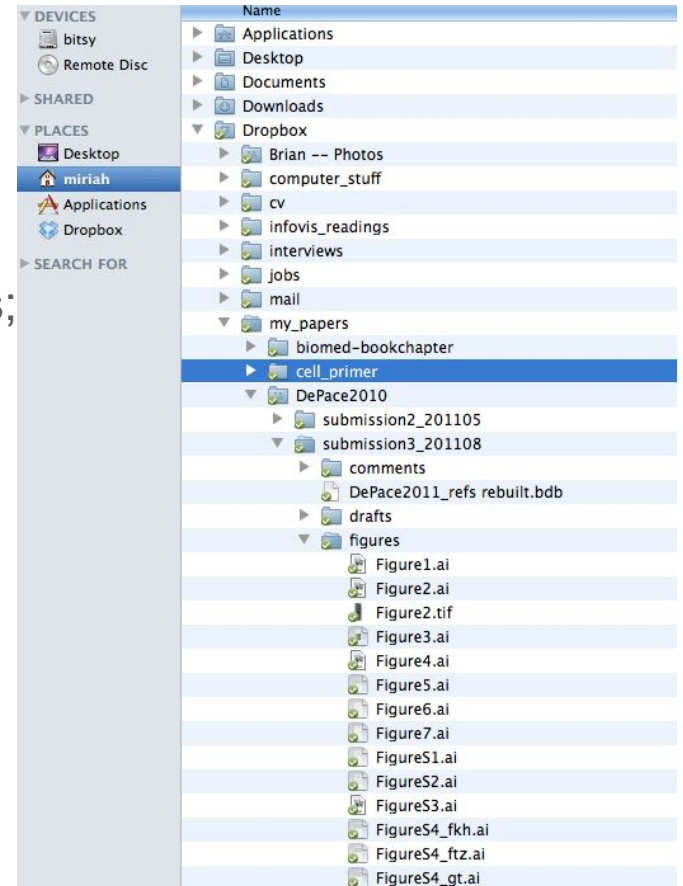 DEVICES
bitsy
Remote Disc
SHARED
PLACES
Desktop
miriah
Applications
Dropbox
SEARCH FOR
s;
Name
Applications
Desktop
Documents
Downloads
Dropbox
Brian -- Photos
computer_stuff
cv
infovis_readings
interviews
jobs
mail
my_papers
biomed-bookchapter
cell_primer
DePace2010
submission2_201105
submission3_201108
comments
DePace2011_refs rebuilt.bdb
drafts
figures
Figure1.ai
Figure2.ai
Figure2.tif
Figure3.ai
Figure4.ai
Figure5.ai
Figure6.ai
Figure7.ai
FigureS1.ai
FigureS2.ai
FigureS3.ai
FigureS4_fkh.ai
FigureS4_ftz.ai
FigureS4_gt.ai